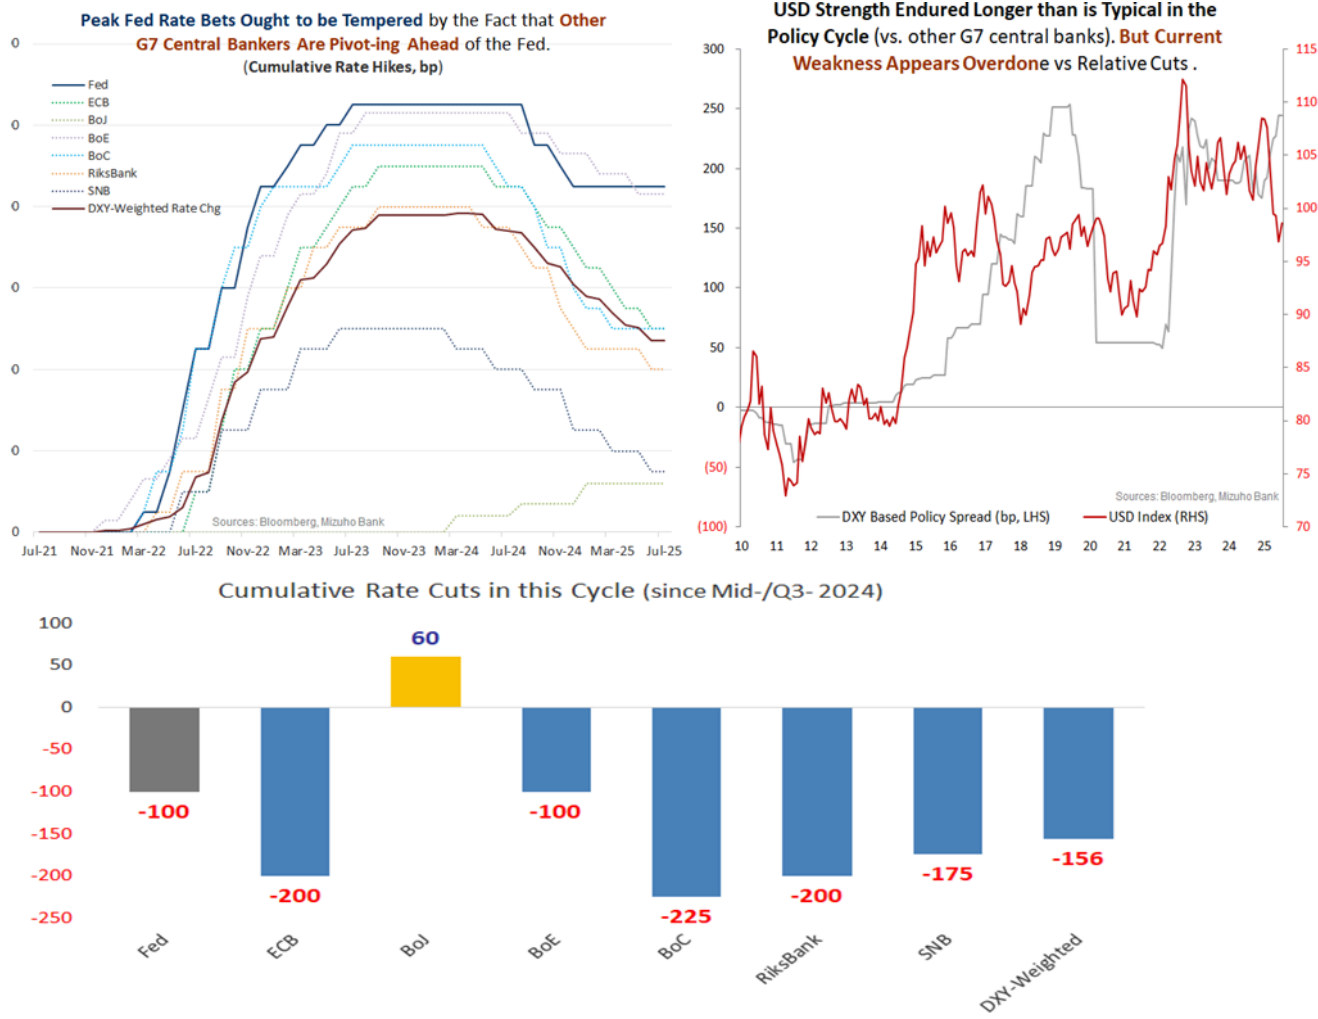 Peak Fed Rate Bets Ought to be Tempered by the Fact that Other
G7 Central Bankers Are Pivot-ing Ahead of the Fed.
(Cumulative Rate Hikes, bp)
0
0
0
0
0
0
0
Fed
ECB
BoJ
BoE
BoC
RiksBank
SNB
DXY-Weighted Rate Chg
Sources: Bloomberg, Mizuho Bank
Jul-21 Nov-21 Mar-22 Jul-22 Nov-22 Mar-23 Jul-23 Nov-23 Mar-24 Jul-24 Nov-24 Mar-25 Jul-25
USD Strength Endured Longer than is Typical in the
Policy Cycle (vs. other G7 central banks). But Current
Weakness Appears Overdone vs Relative Cuts .
300
250
200
150
100
50
0
(50)
(100)
115
110
105
100
95
90
85
80
75
70
Sources: Bloomberg, Mizuho Bank
DXY Based Policy Spread (bp, LHS) USD Index (RHS)
10 11 12 13 14 15 16 17 18 19 20 21 22 23 24 25
Cumulative Rate Cuts in this Cycle (since Mid-/Q3- 2024)
100
50
0
-50
-100
-150
-200
-250
-100
-200
60
-100
-225
-200
-175
-156
Fed
ECB
BoJ
BoE
BoC
RiksBank
SNB
DXY-Weighted